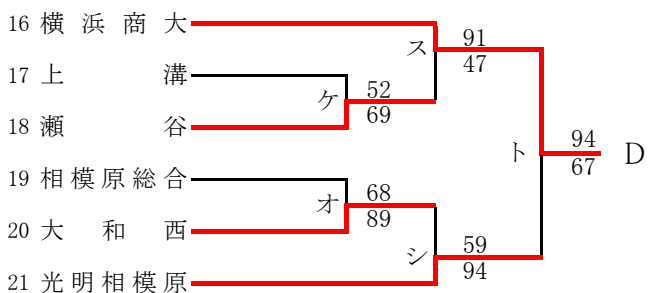 16 横浜商大
ス 91
47
17 上溝
ケ 52
69
18 瀬谷
ト 94
67 D
19 相模原総合
オ 68
89
20 大和西
シ 59
94
21 光明相模原